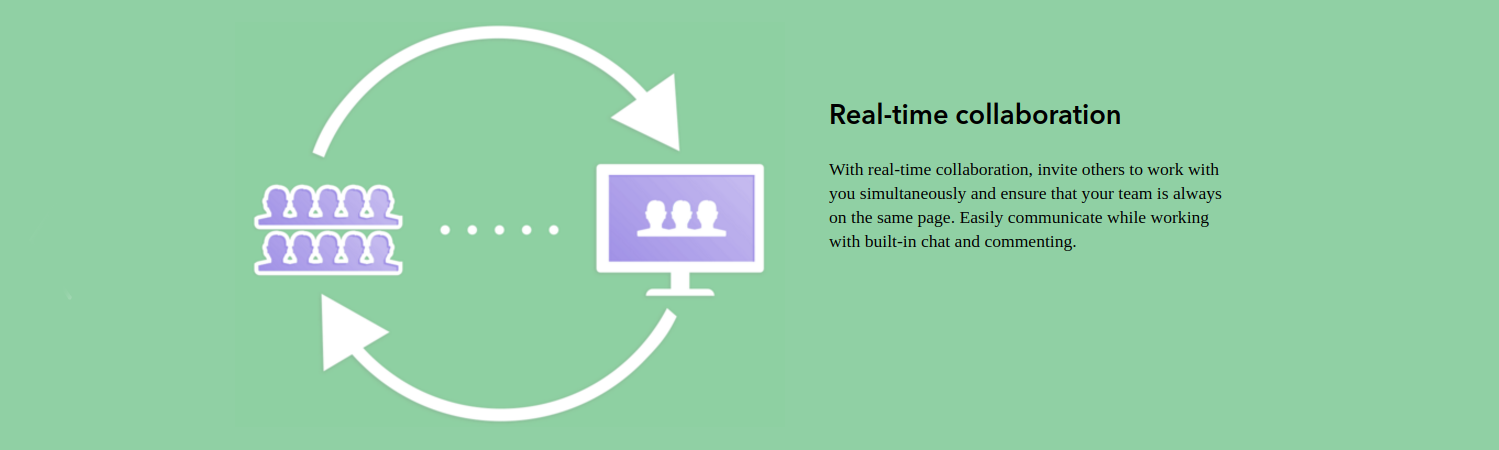 Real-time collaboration
With real-time collaboration, invite others to work with
you simultaneously and ensure that your team is always
on the same page. Easily communicate while working
with built-in chat and commenting.